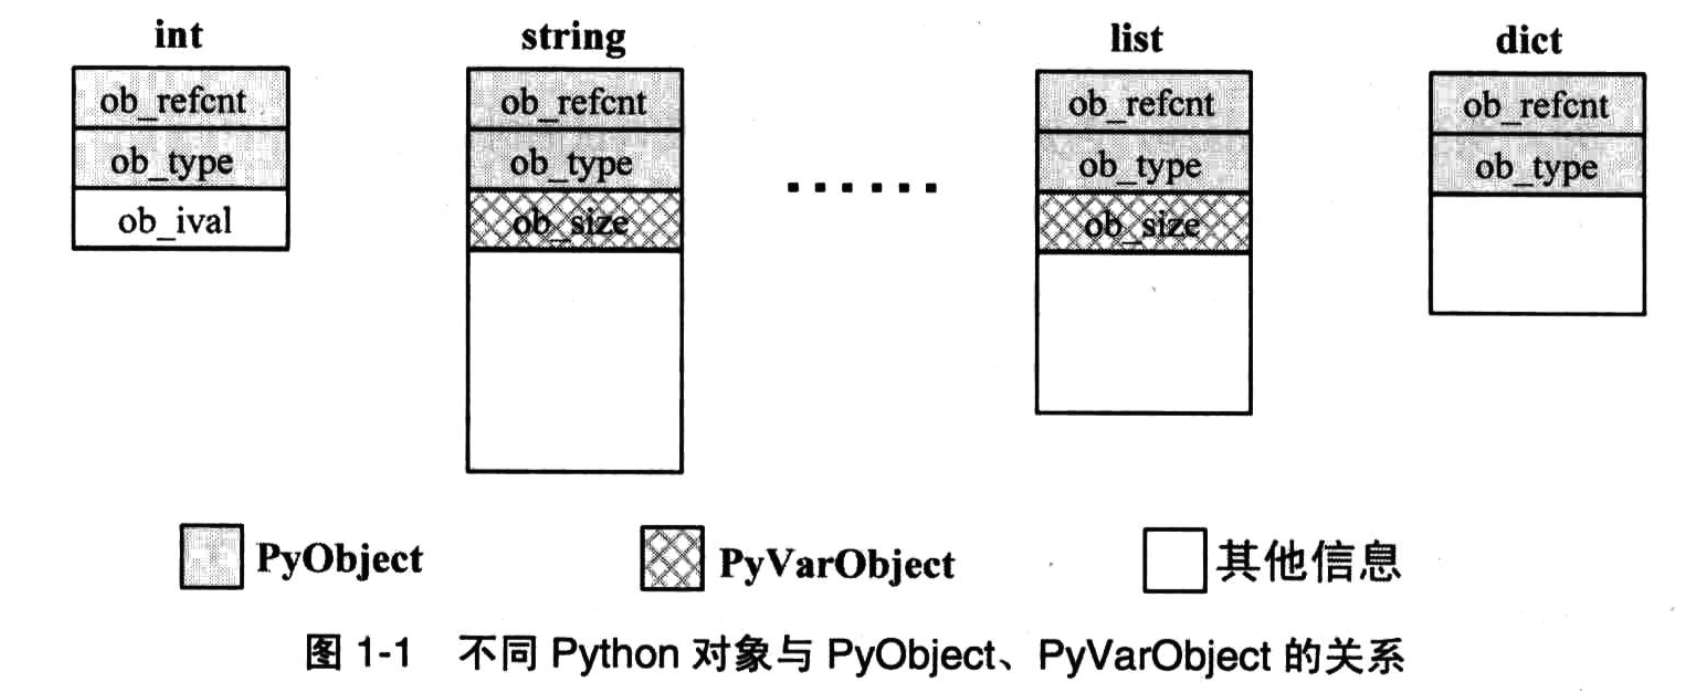 int
ob_refcnt
ob_type
ob_ival
string
ob_refcnt
ob_type
ob_size
......
list
ob_refcnt
ob_type
ob_size
dict
ob_refcnt
ob_type
PyObject
PyVarObject
其他信息
图 1-1 不同 Python 对象与 PyObject、PyVarObject 的关系